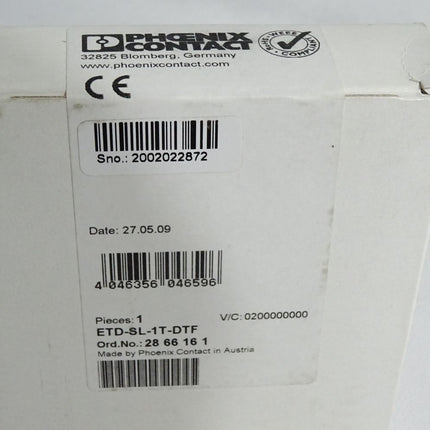 PHOENIX
CONTACT
32825 Blomberg, Germany
www.phoenixcontact.com
CE
Sno.: 2002022872
Date: 27.05.09
4 046356 046596
Pieces: 1 V/C: 0200000000
ETD-SL-1T-DTF
Ord.No.: 28 66 16 1
Made by Phoenix Contact in Austria